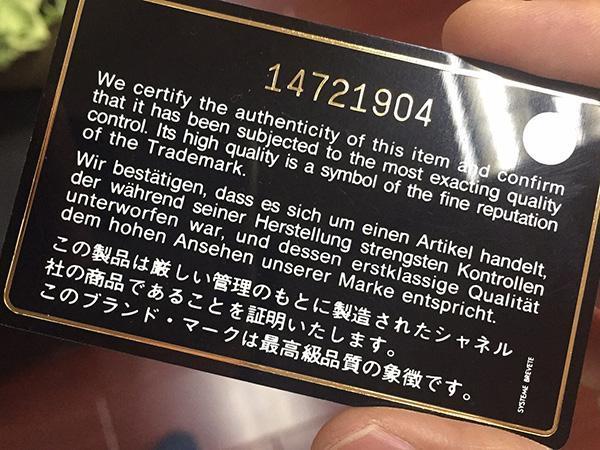 14721904
We certify the authenticity of this item and confirm
that it has been subjected to the most exacting quality
control. Its high quality is a symbol of the fine reputation
of the Trademark.
Wir bestätigen, dass es sich um einen Artikel handelt,
der während seiner Herstellung strengsten Kontrollen
unterworfen war, und dessen erstklassige Qualität
dem hohen Ansehen unserer Marke entspricht.
この製品は厳しい管理のもとに製造されたシャネル
社の商品であることを証明いたします。
このブランド・マークは最高級品質の象徴です。
SYSTEME BREVETE